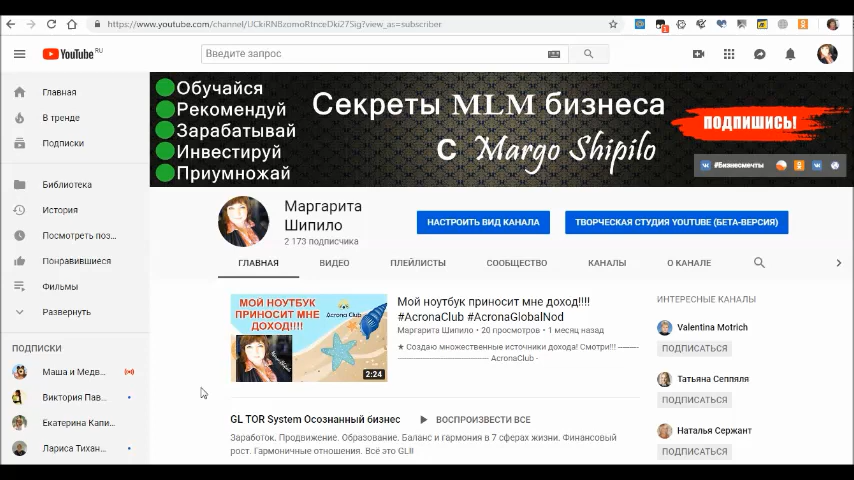 https://www.youtube.com/channel/UCkiRNBzomoRtnceDki27Sig?view_as=subscriber
YouTube RU
Введите запрос
Главная
В тренде
Подписки
Библиотека
История
Посмотреть поз...
Понравившиеся
Фильмы
Развернуть
ПОДПИСКИ
Маша и Медв...
Виктория Пав...
Екатерина Капи...
Лариса Тихан...
Обучайся
Рекомендуй
Зарабатывай
Инвестируй
Приумножай
Секреты MLM бизнеса
с Margo Shipilo
ПОДПИШИСЬ!
#Бизнесмечты
Маргарита
Шипило
2 173 подписчика
НАСТРОИТЬ ВИД КАНАЛА
ТВОРЧЕСКАЯ СТУДИЯ YOUTUBE (БЕТА-ВЕРСИЯ)
ГЛАВНАЯ ВИДЕО ПЛЕЙЛИСТЫ СООБЩЕСТВО КАНАЛЫ О КАНАЛЕ
МОЙ НОУТБУК
ПРИНОСИТ МНЕ
ДОХОД!!!!
Acrona Club
2:24
Мой ноутбук приносит мне доход!!!!
#AcronaClub #AcronaGlobalNod
Маргарита Шипило • 20 просмотров • 1 месяц назад
★ Создаю множественные источники дохода! Смотри!!! --------
------------------------------ AcronaClub -
GL TOR System Осознанный бизнес
ВОСПРОИЗВЕСТИ ВСЕ
Заработок. Продвижение. Образование. Баланс и гармония в 7 сферах жизни. Финансовый
рост. Гармоничные отношения. Всё это GL!!
ИНТЕРЕСНЫЕ КАНАЛЫ
Valentina Motrich
ПОДПИСАТЬСЯ
Татьяна Сеппяля
ПОДПИСАТЬСЯ
Наталья Сержант
ПОДПИСАТЬСЯ